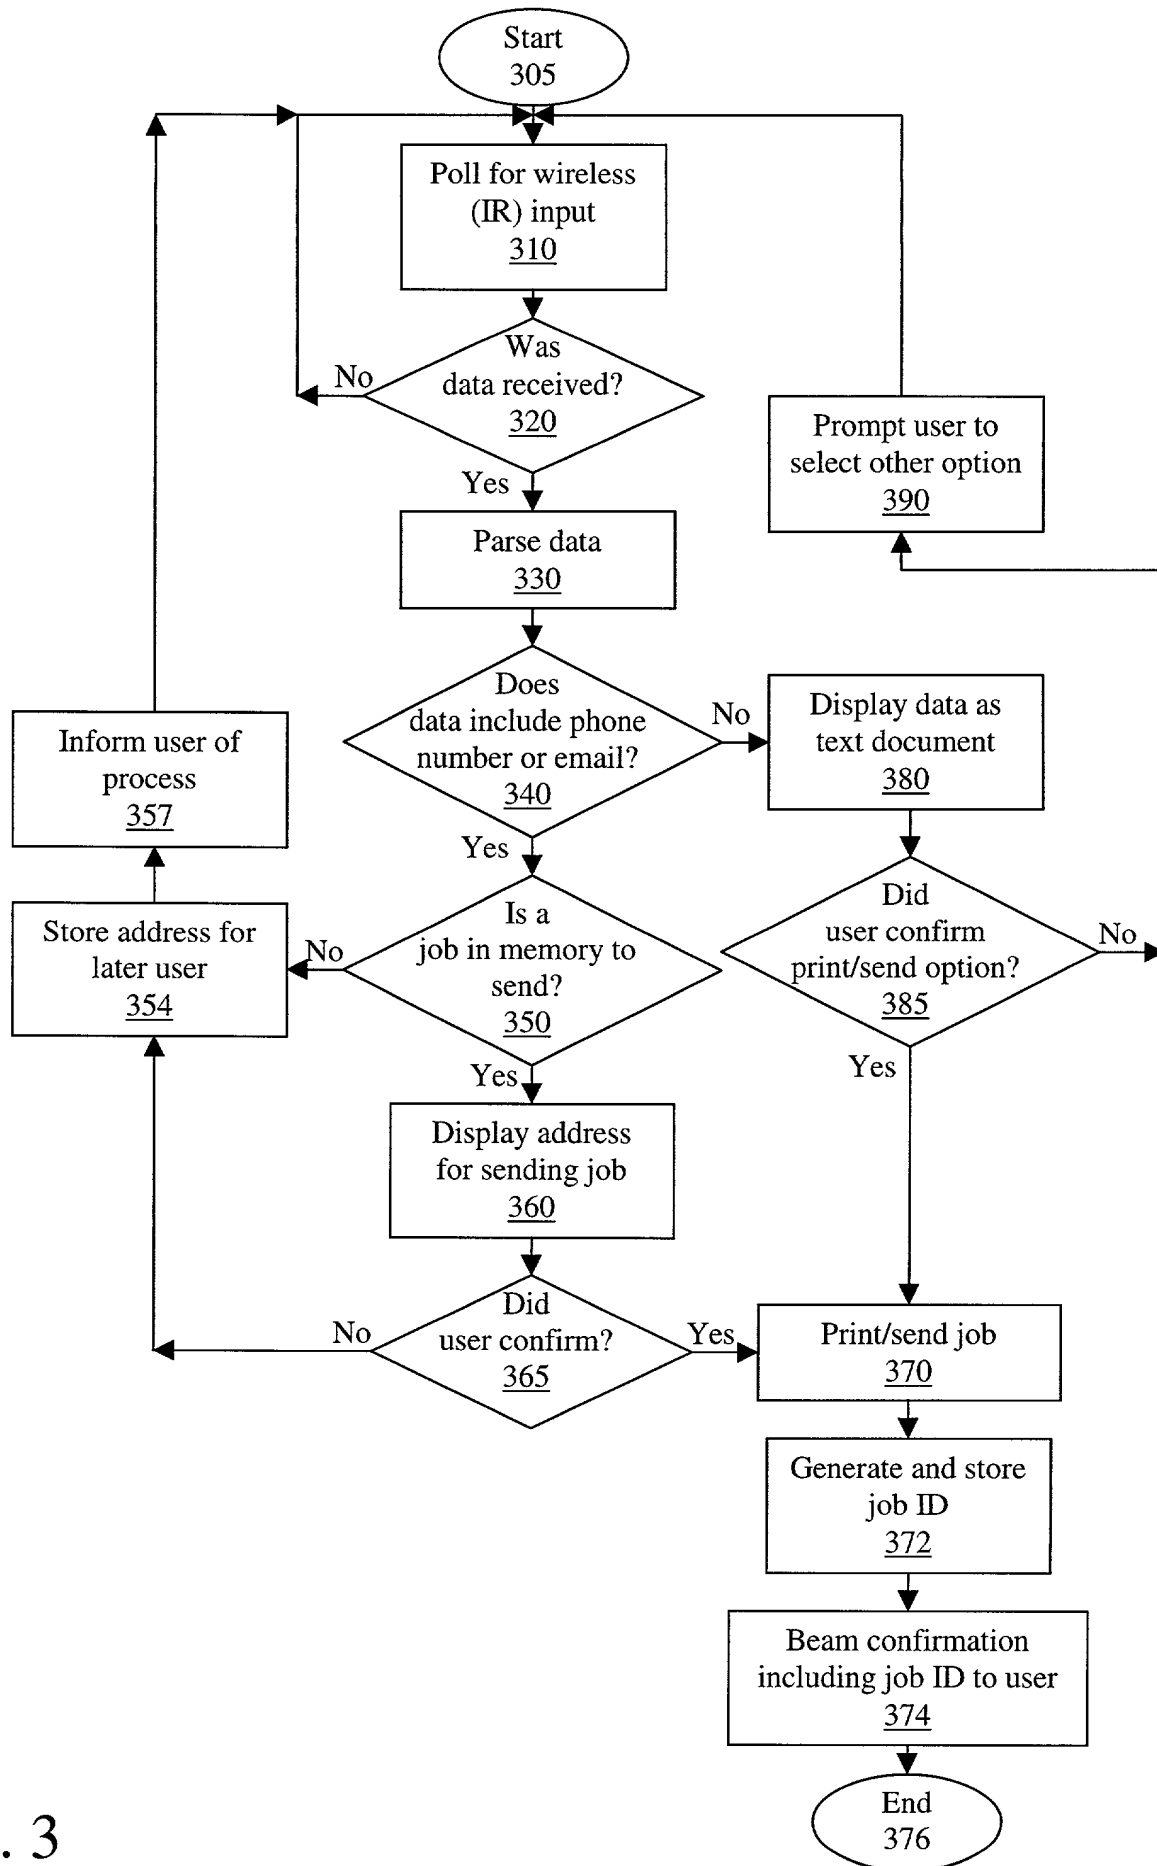 Start
305
Poll for wireless
(IR) input
310
Was
data received?
320
No
Yes
Prompt user to
select other option
390
Parse data
330
Does
data include phone
number or email?
340
No
Yes
Display data as
text document
380
Inform user of
process
357
Is a
job in memory to
send?
350
No
Yes
Store address for
later user
354
Did
user confirm
print/send option?
385
No
Yes
Display address
for sending job
360
Did
user confirm?
365
No
Yes
Print/send job
370
Generate and store
job ID
372
Beam confirmation
including job ID to user
374
End
376
. 3